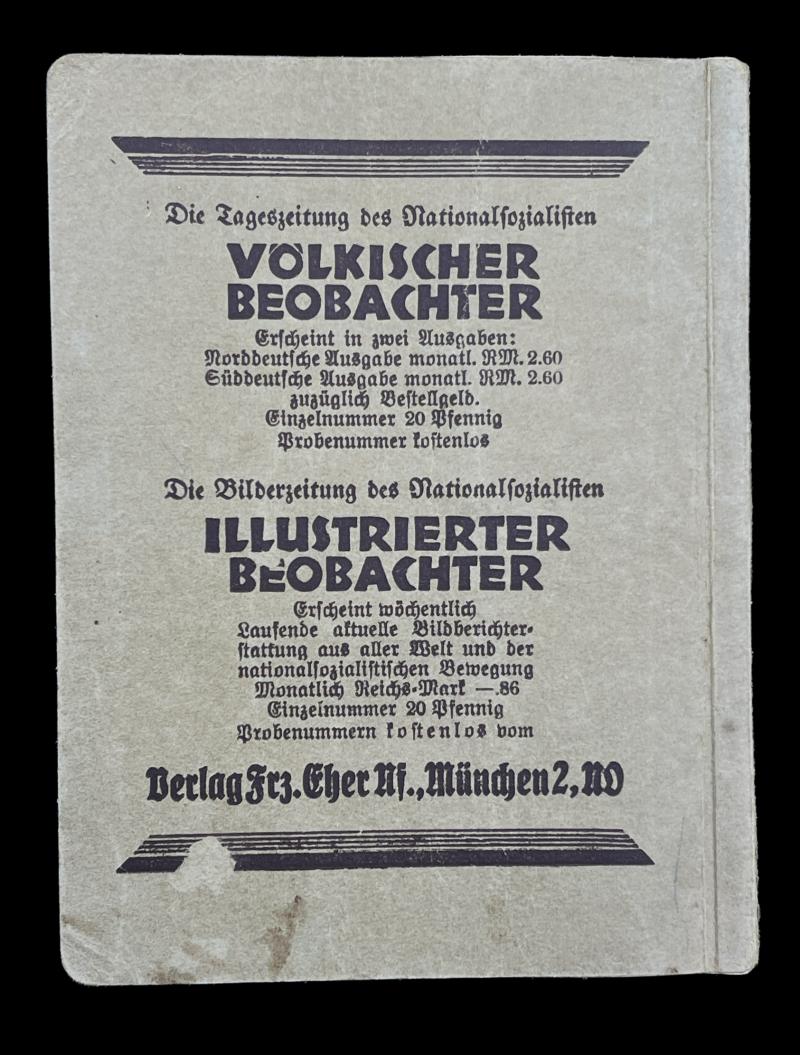 Die Tageszeitung des Nationalsozialisten
VÖLKISCHER
BEOBACHTER
Erscheint in zwei Ausgaben:
Norddeutsche Ausgabe monatl. RM. 2.60
Süddeutsche Ausgabe monatl. RM. 2.60
zuzüglich Bestellgeld.
Einzelnummer 20 Pfennig
Probenummer kostenlos
Die Bilderzeitung des Nationalsozialisten
ILLUSTRIERTER
BEOBACHTER
Erscheint wöchentlich
Laufende aktuelle Bildberichter-
stattung aus aller Welt und der
nationalsozialistischen Bewegung
Monatlich Reichs-Mark —.86
Einzelnummer 20 Pfennig
Probenummern kostenlos vom
Verlag Frz. Eher Nf., München 2, NO